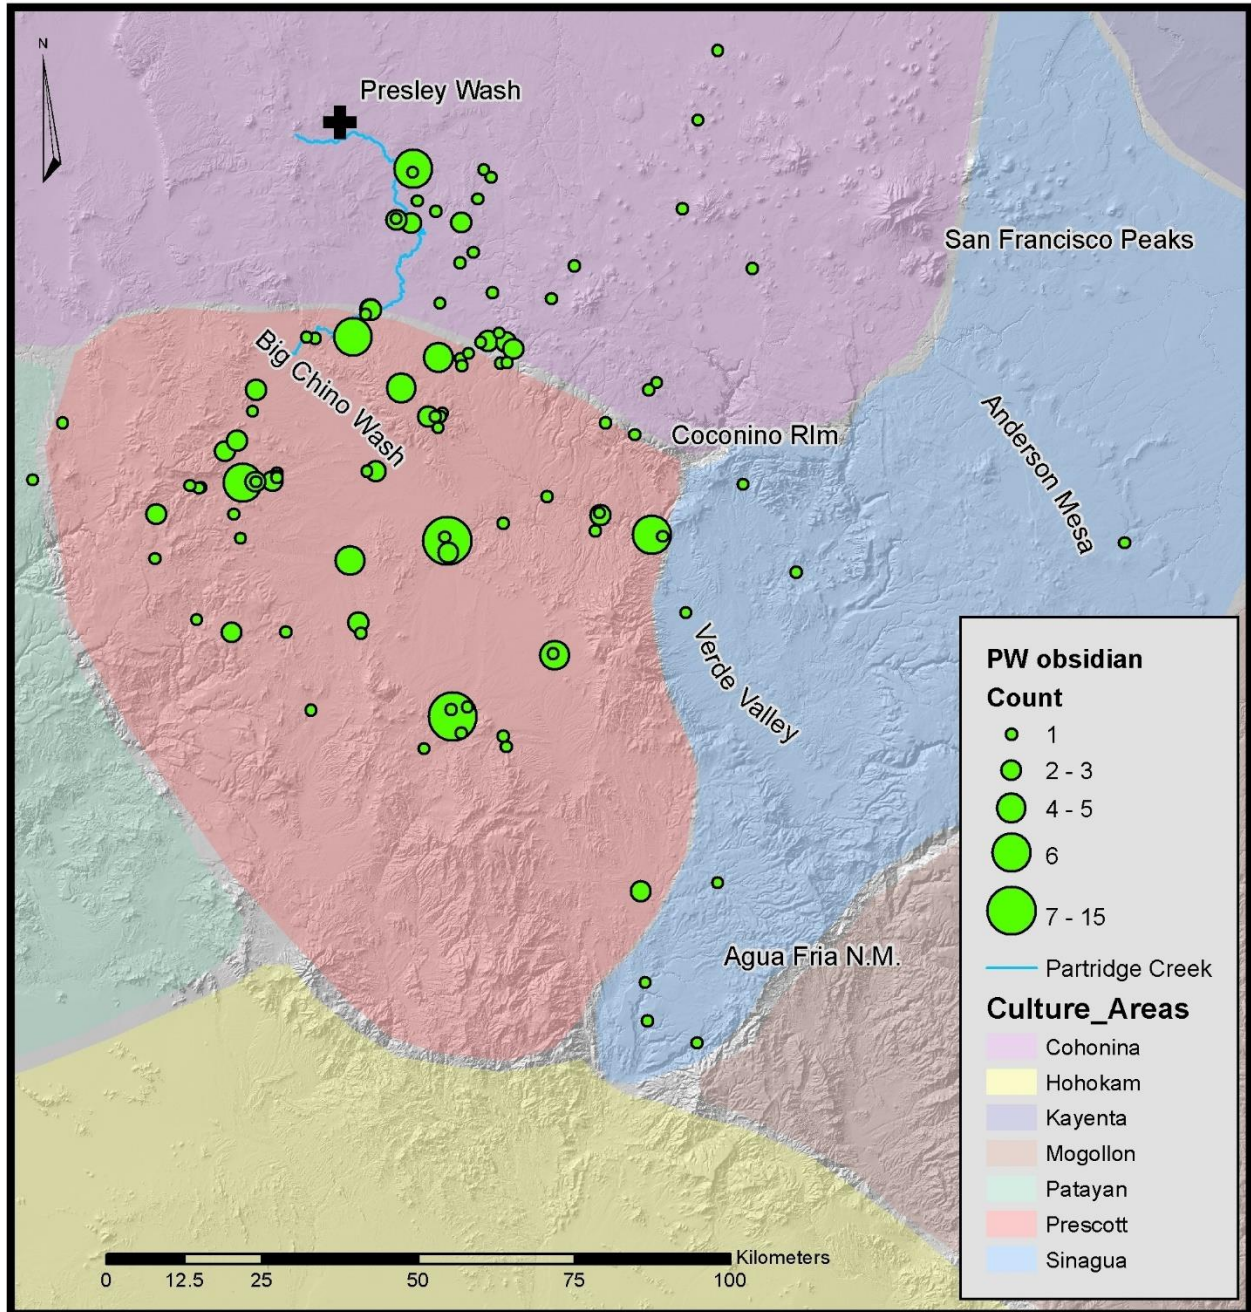 N
Presley Wash
San Francisco Peaks
Big Chino Wash
Coconino RIm
Anderson Mesa
Verde Valley
Agua Fria N.M.
PW obsidian
Count
1
2 - 3
4 - 5
6
7 - 15
Partridge Creek
Culture_Areas
Cohonina
Hohokam
Kayenta
Mogollon
Patayan
Prescott
Sinagua
Kilometers
0 12.5 25 50 75 100